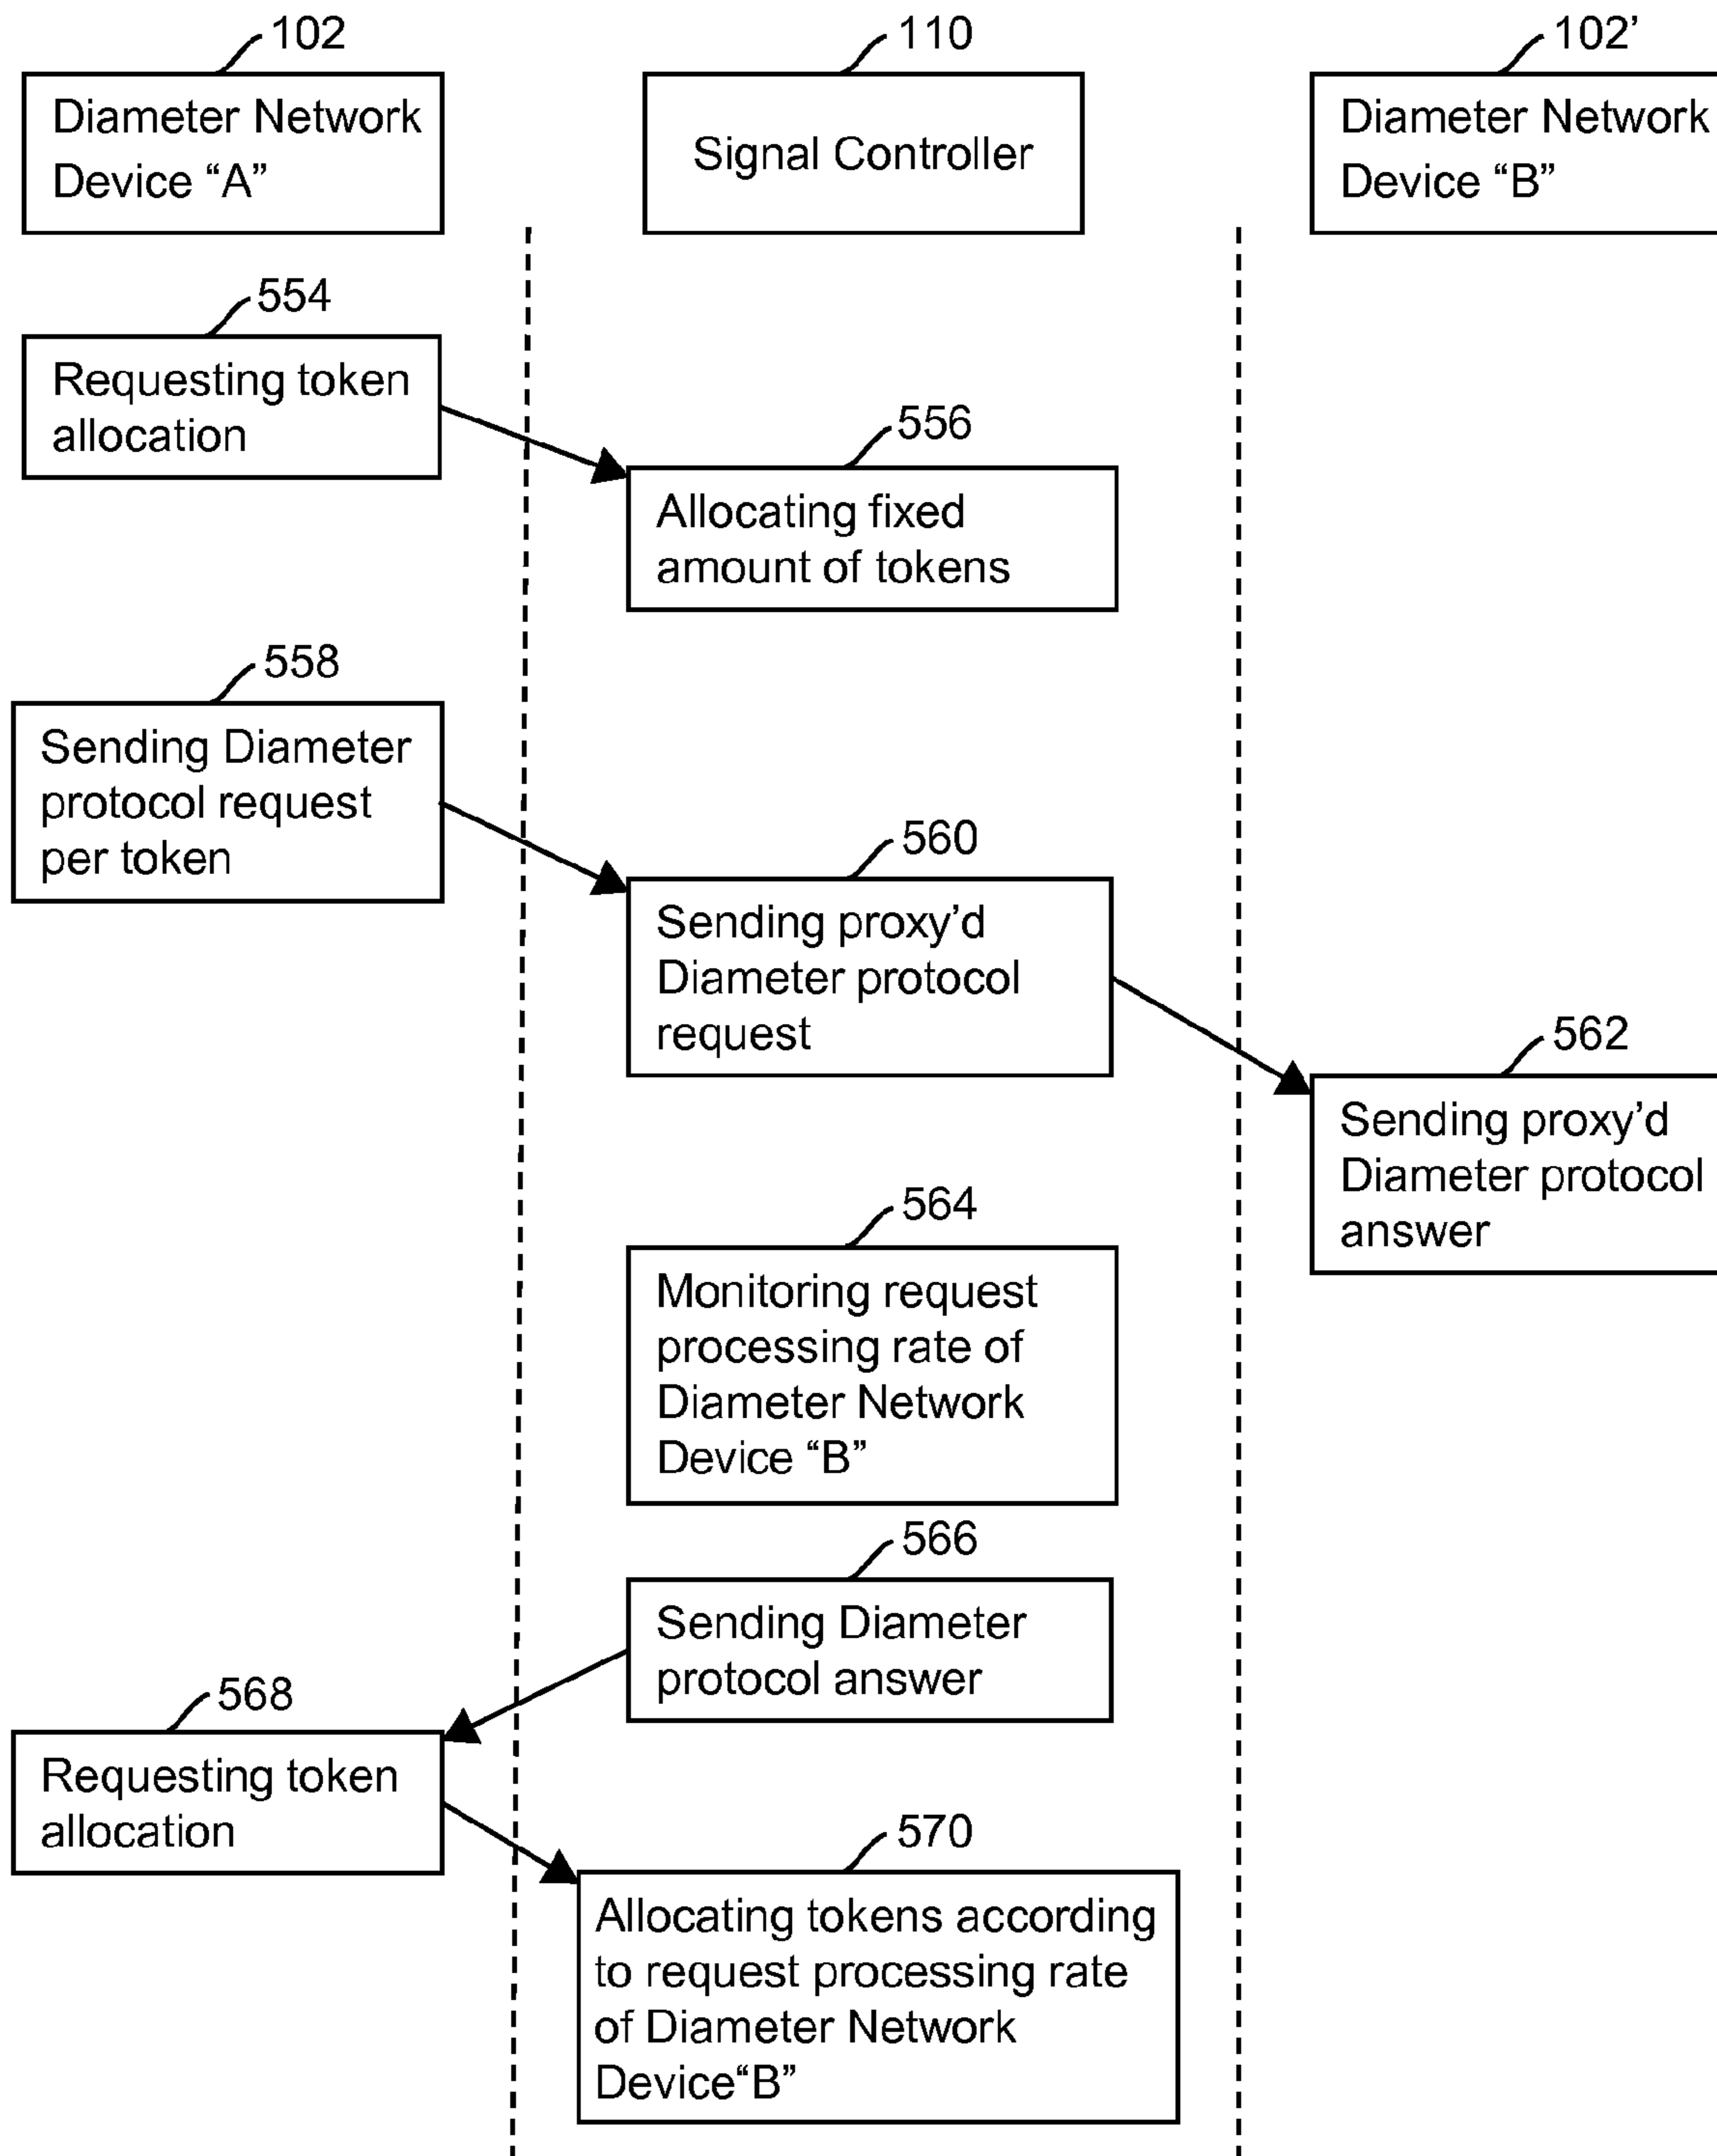 102
110
102’
Diameter Network
Device “A”
Signal Controller
Diameter Network
Device “B”
554
Requesting token
allocation
556
Allocating fixed
amount of tokens
558
Sending Diameter
protocol request
per token
560
Sending proxy’d
Diameter protocol
request
562
Sending proxy’d
Diameter protocol
answer
564
Monitoring request
processing rate of
Diameter Network
Device “B”
566
Sending Diameter
protocol answer
568
Requesting token
allocation
570
Allocating tokens according
to request processing rate
of Diameter Network
Device“B”